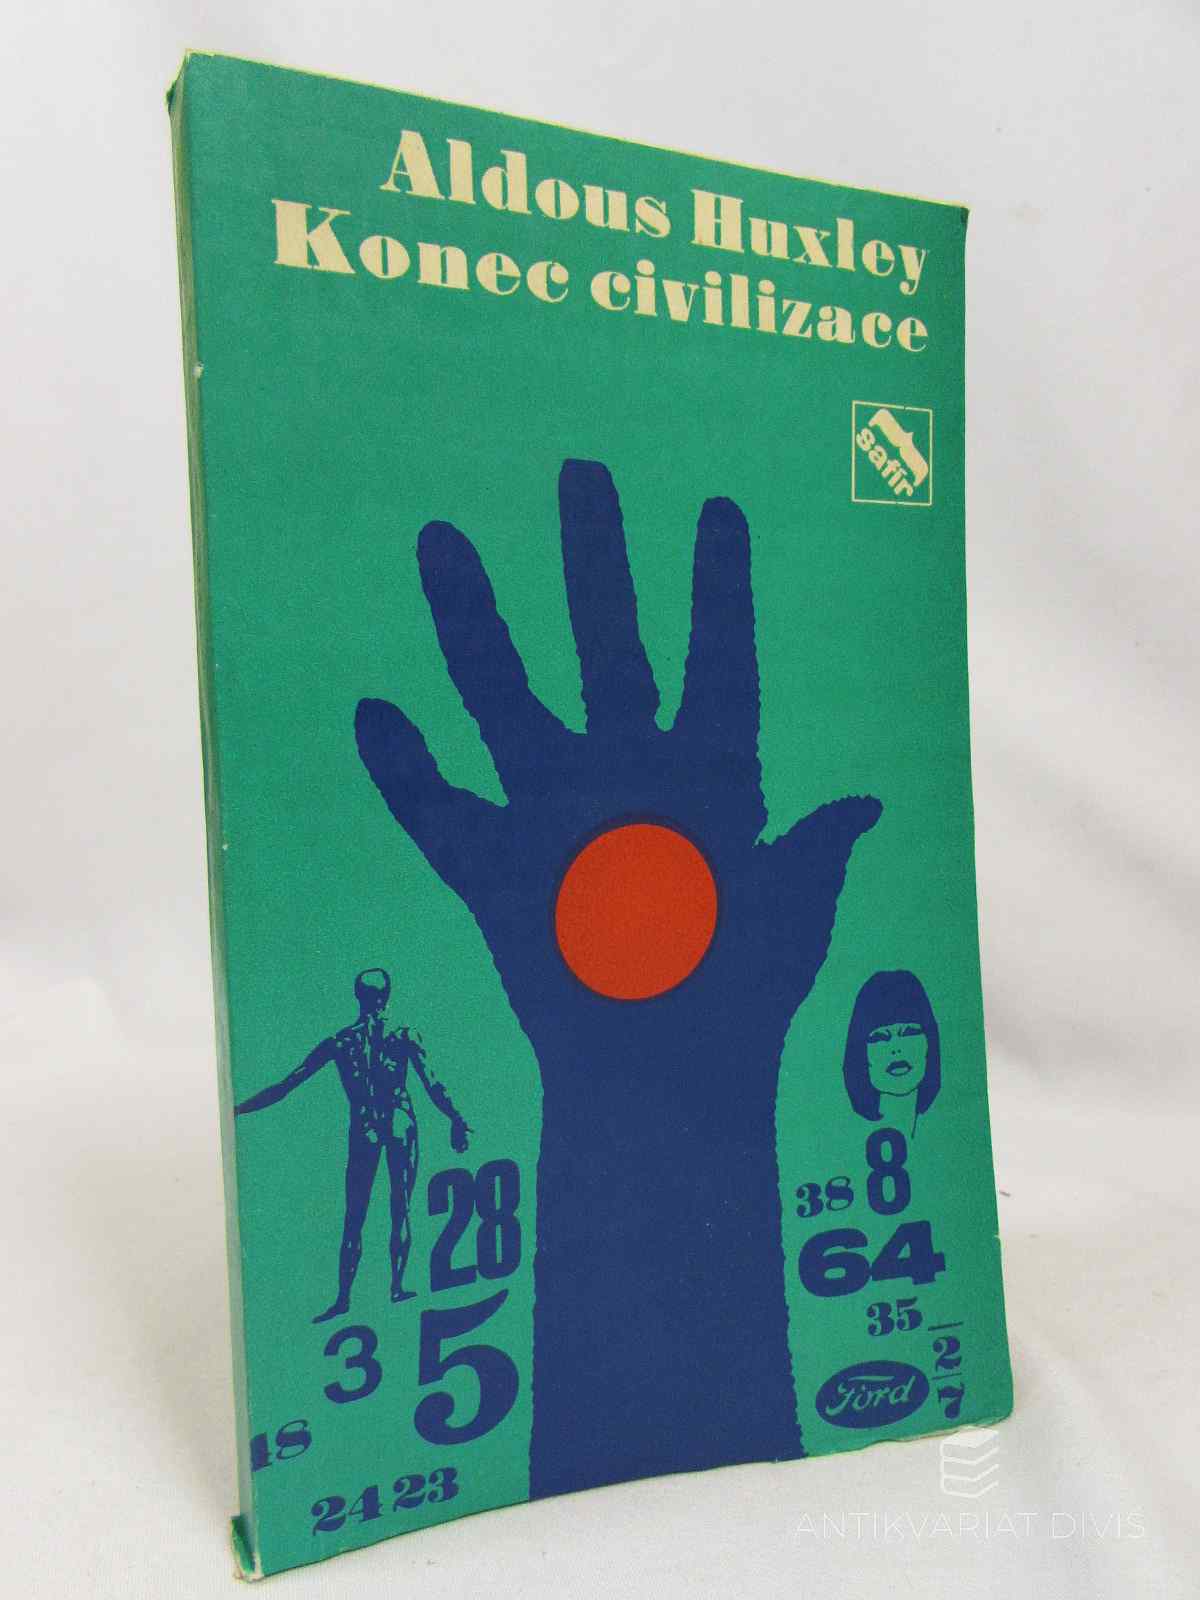 Aldous Huxley
Konec civilizace
safír
28
8
38
64
35
3
5
2
7
Ford
48
24 23
ANTIKVARIAT DIVIS